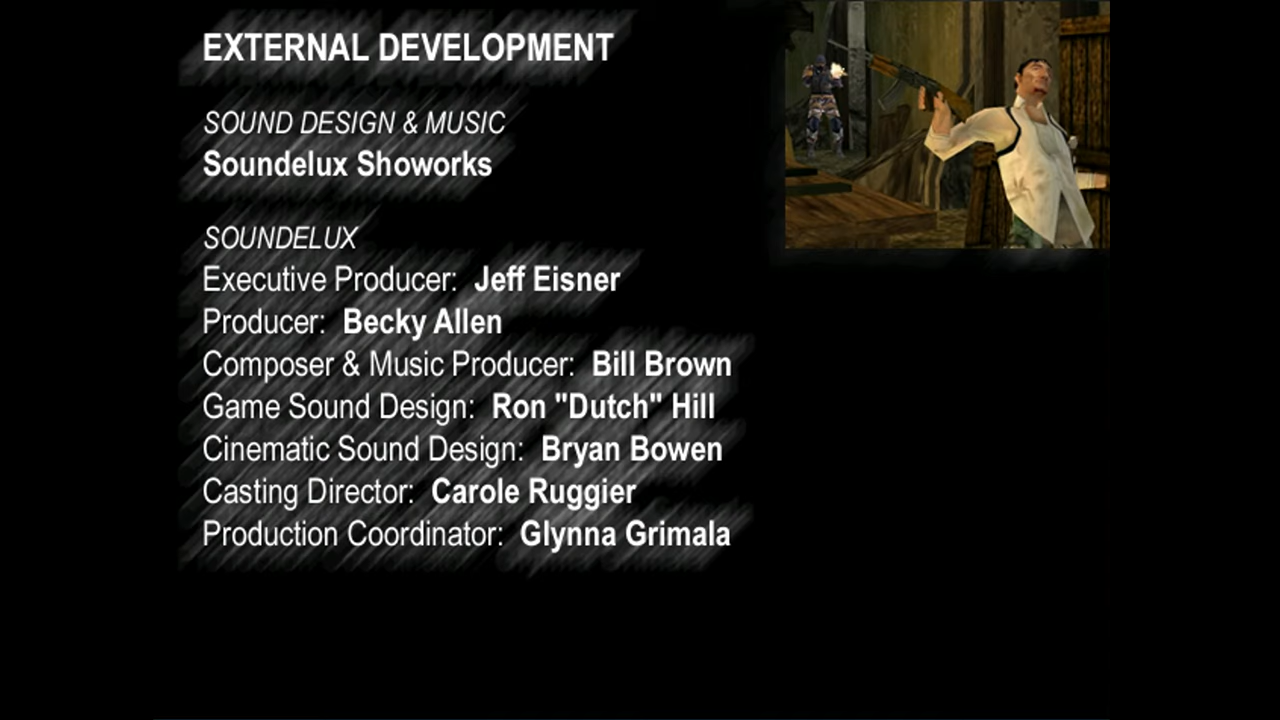 EXTERNAL DEVELOPMENT
SOUND DESIGN & MUSIC
Soundelux Showorks
SOUNDELUX
Executive Producer: Jeff Eisner
Producer: Becky Allen
Composer & Music Producer: Bill Brown
Game Sound Design: Ron "Dutch" Hill
Cinematic Sound Design: Bryan Bowen
Casting Director: Carole Ruggier
Production Coordinator: Glynna Grimala